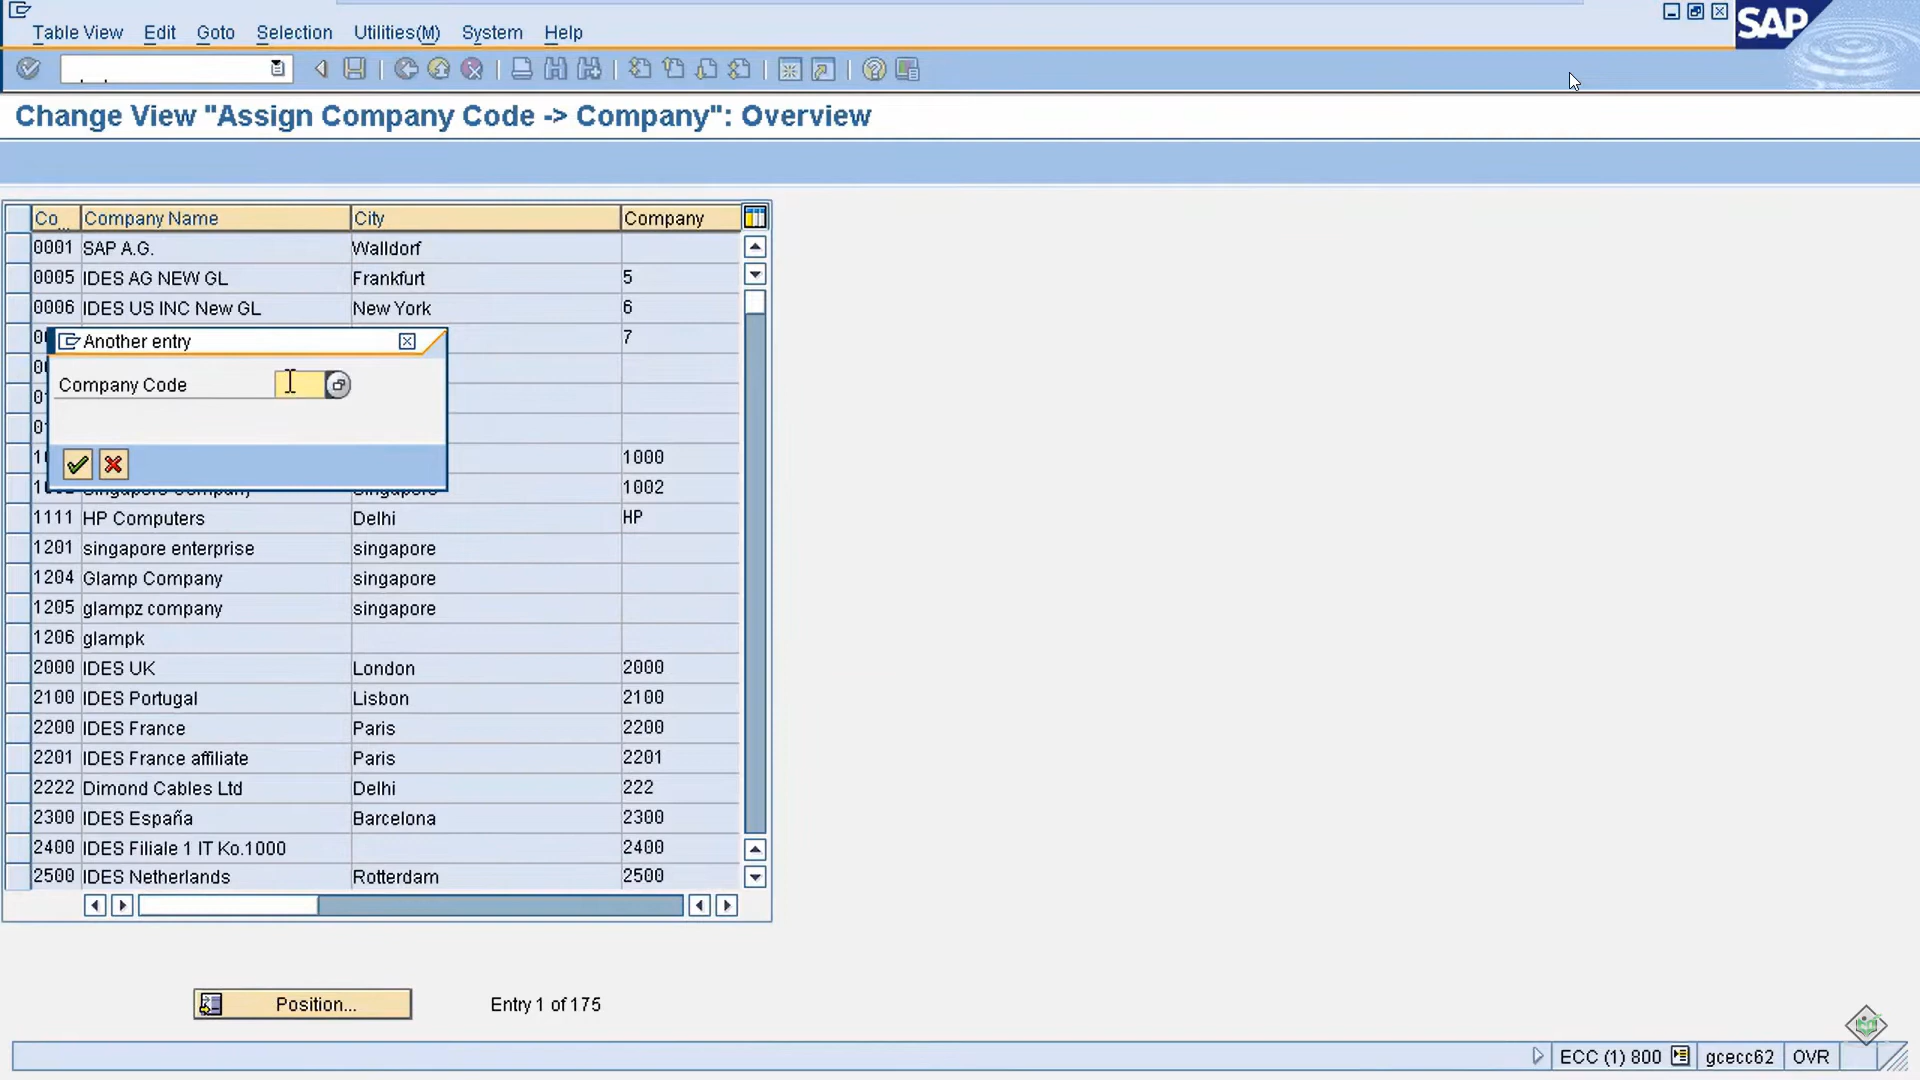 Table View Edit Goto Selection Utilities(M) System Help
SAP
Change View "Assign Company Code -> Company": Overview
Co... Company Name City Company
0001 SAP A.G. Walldorf
0005 IDES AG NEW GL Frankfurt 5
0006 IDES US INC New GL New York 6
7
Another entry
Company Code
1000
Singapore Company Singapore 1002
1111 HP Computers Delhi HP
1201 singapore enterprise singapore
1204 Glamp Company singapore
1205 glampz company singapore
1206 glampk
2000 IDES UK London 2000
2100 IDES Portugal Lisbon 2100
2200 IDES France Paris 2200
2201 IDES France affiliate Paris 2201
2222 Dimond Cables Ltd Delhi 222
2300 IDES España Barcelona 2300
2400 IDES Filiale 1 IT Ko.1000 2400
2500 IDES Netherlands Rotterdam 2500
Position... Entry 1 of 175
ECC (1) 800 gcecc62 OVR